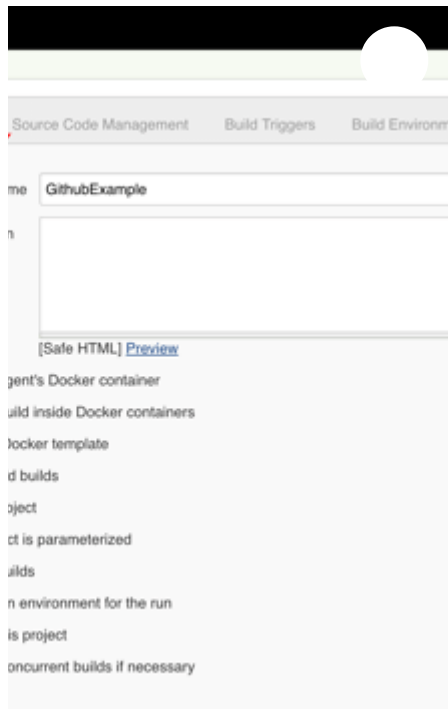 Source Code Management Build Triggers Build Environm
me GithubExample
n
[Safe HTML] Preview
gent's Docker container
uild inside Docker containers
Docker template
d builds
oject
ct is parameterized
uilds
n environment for the run
is project
oncurrent builds if necessary